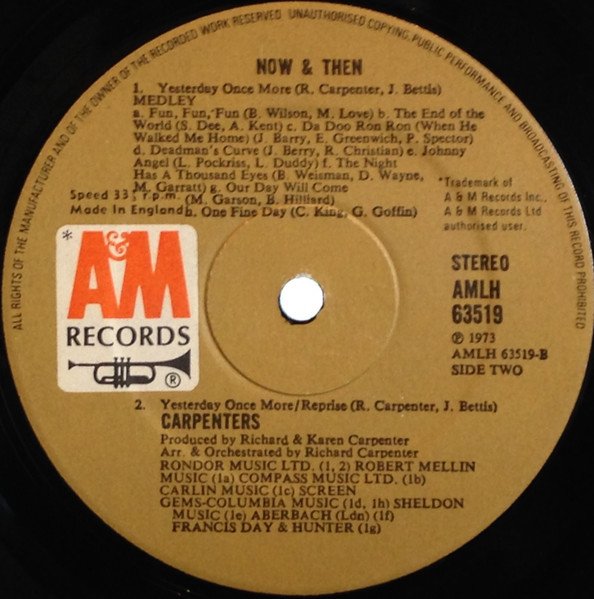 ALL RIGHTS OF THE MANUFACTURER AND OF THE OWNER OF THE RECORDED WORK RESERVED UNAUTHORISED COPYING, PUBLIC PERFORMANCE AND BROADCASTING OF THIS RECORD PROHIBITED
NOW & THEN
1. Yesterday Once More (R. Carpenter, J. Bettis)
MEDLEY
a. Fun, Fun, Fun (B. Wilson, M. Love) b. The End of the
World (S. Dee, A. Kent) c. Da Doo Ron Ron (When He
Walked Me Home) (J. Barry, E. Greenwich, P. Spector)
d. Deadman's Curve (J. Berry, R. Christian) e. Johnny
Angel (L. Pockriss, L. Duddy) f. The Night
Has A Thousand Eyes (B. Weisman, D. Wayne,
M. Garratt) g. Our Day Will Come
(M. Garson, B. Hilliard)
h. One Fine Day (C. King, G. Goffin)
Speed 33⅓ r.p.m.
Made in England
*Trademark of
A & M Records Inc.,
A & M Records Ltd
authorised user.
*
A&M
RECORDS
®
STEREO
AMLH
63519
℗ 1973
AMLH 63519-B
SIDE TWO
2. Yesterday Once More/Reprise (R. Carpenter, J. Bettis)
CARPENTERS
Produced by Richard & Karen Carpenter
Arr. & Orchestrated by Richard Carpenter
RONDOR MUSIC LTD. (1, 2) ROBERT MELLIN
MUSIC (1a) COMPASS MUSIC LTD. (1b)
CARLIN MUSIC (1c) SCREEN
GEMS-COLUMBIA MUSIC (1d, 1h) SHELDON
MUSIC (1e) ABERBACH (Ldn) (1f)
FRANCIS DAY & HUNTER (1g)